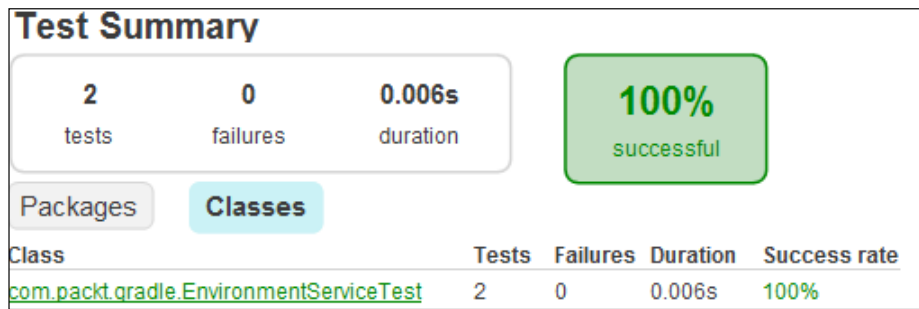 Test Summary
2 0 0.006s 100%
tests failures duration successful
Packages Classes
Class Tests Failures Duration Success rate
com.packt.gradle.EnvironmentServiceTest 2 0 0.006s 100%